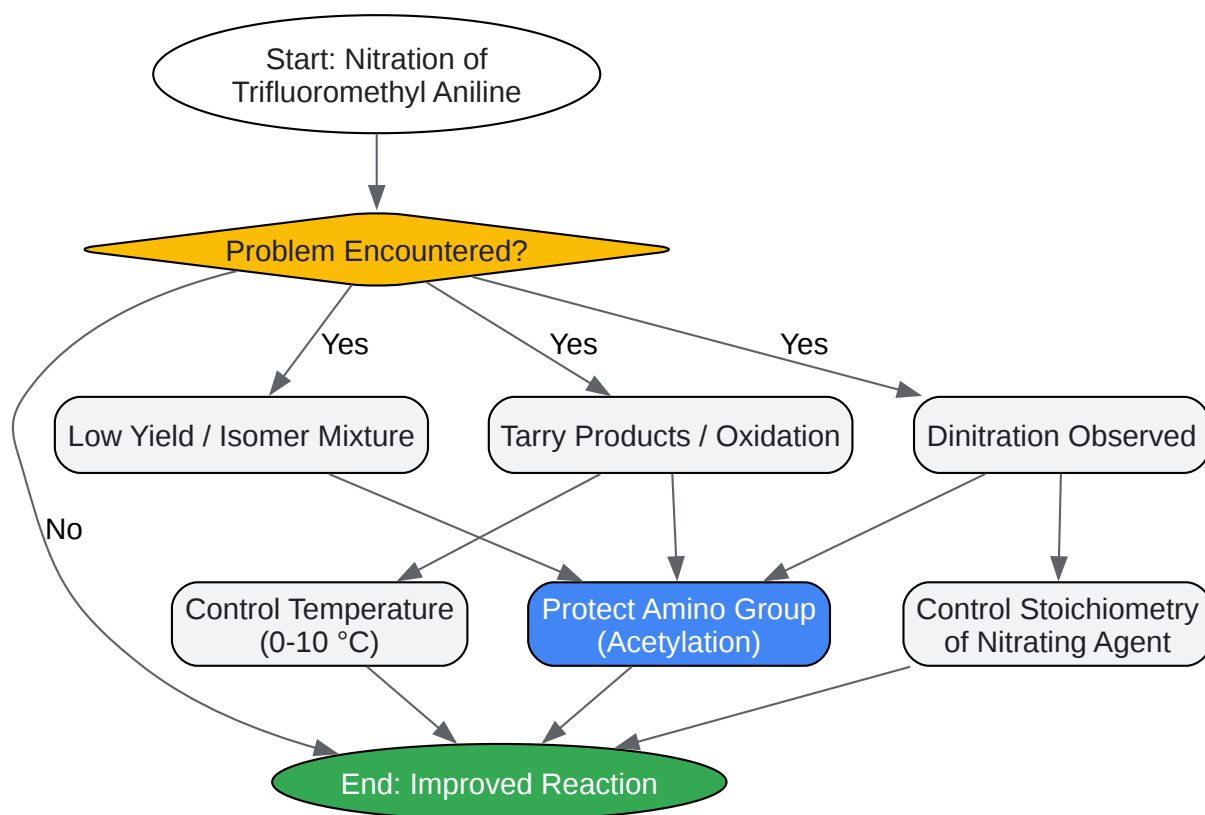 Start: Nitration of
Trifluoromethyl Aniline
Problem Encountered?
Yes
Yes
Yes
Low Yield / Isomer Mixture
Tarry Products / Oxidation
Dinitration Observed
No
Control Temperature
(0-10 °C)
Protect Amino Group
(Acetylation)
Control Stoichiometry
of Nitrating Agent
End: Improved Reaction